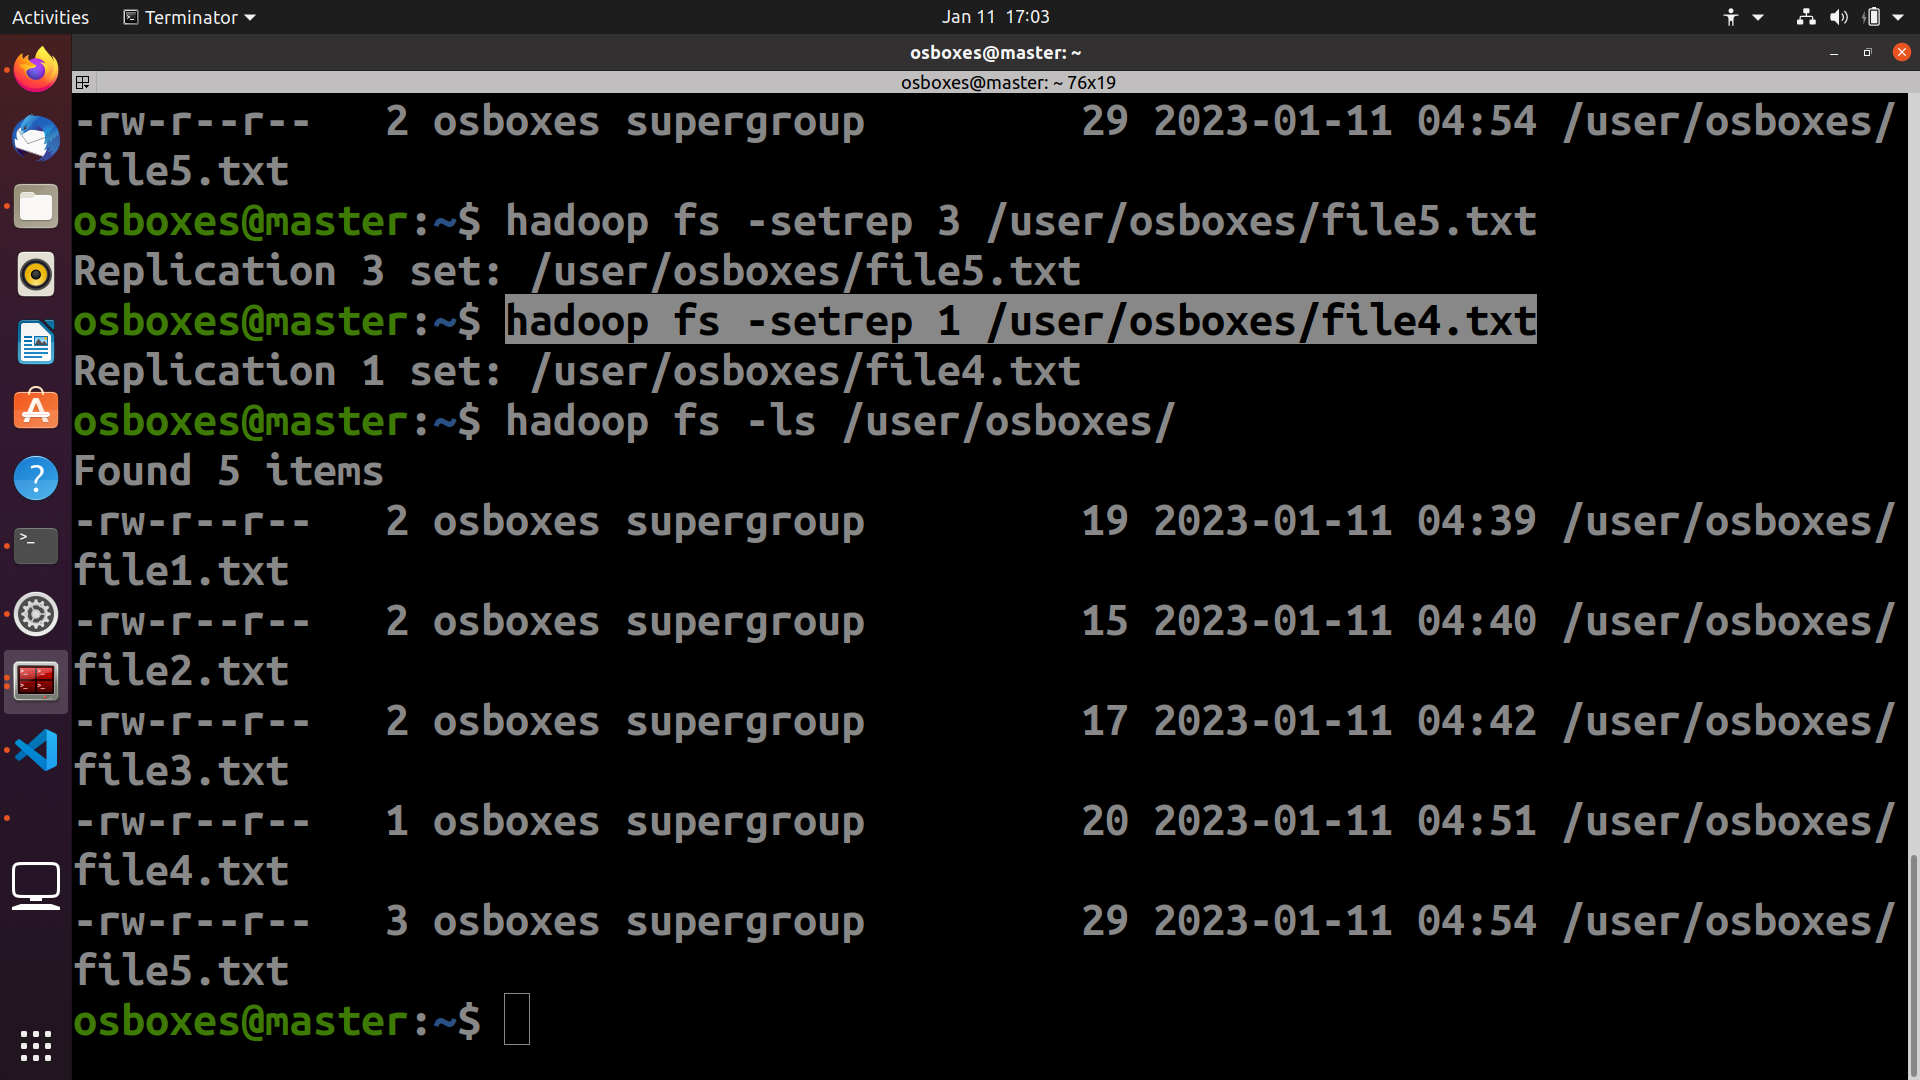 Activities Terminator Jan 11 17:03
osboxes@master: ~
osboxes@master: ~ 76x19
-rw-r--r--   2 osboxes supergroup         29 2023-01-11 04:54 /user/osboxes/
file5.txt
osboxes@master:~$ hadoop fs -setrep 3 /user/osboxes/file5.txt
Replication 3 set: /user/osboxes/file5.txt
osboxes@master:~$ hadoop fs -setrep 1 /user/osboxes/file4.txt
Replication 1 set: /user/osboxes/file4.txt
osboxes@master:~$ hadoop fs -ls /user/osboxes/
Found 5 items
-rw-r--r--   2 osboxes supergroup         19 2023-01-11 04:39 /user/osboxes/
file1.txt
-rw-r--r--   2 osboxes supergroup         15 2023-01-11 04:40 /user/osboxes/
file2.txt
-rw-r--r--   2 osboxes supergroup         17 2023-01-11 04:42 /user/osboxes/
file3.txt
-rw-r--r--   1 osboxes supergroup         20 2023-01-11 04:51 /user/osboxes/
file4.txt
-rw-r--r--   3 osboxes supergroup         29 2023-01-11 04:54 /user/osboxes/
file5.txt
osboxes@master:~$